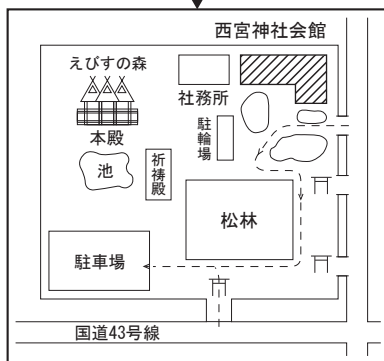 西宮神社会館
えびすの森
社務所
本殿
駐輪場
池
祈祷殿
松林
駐車場
国道43号線